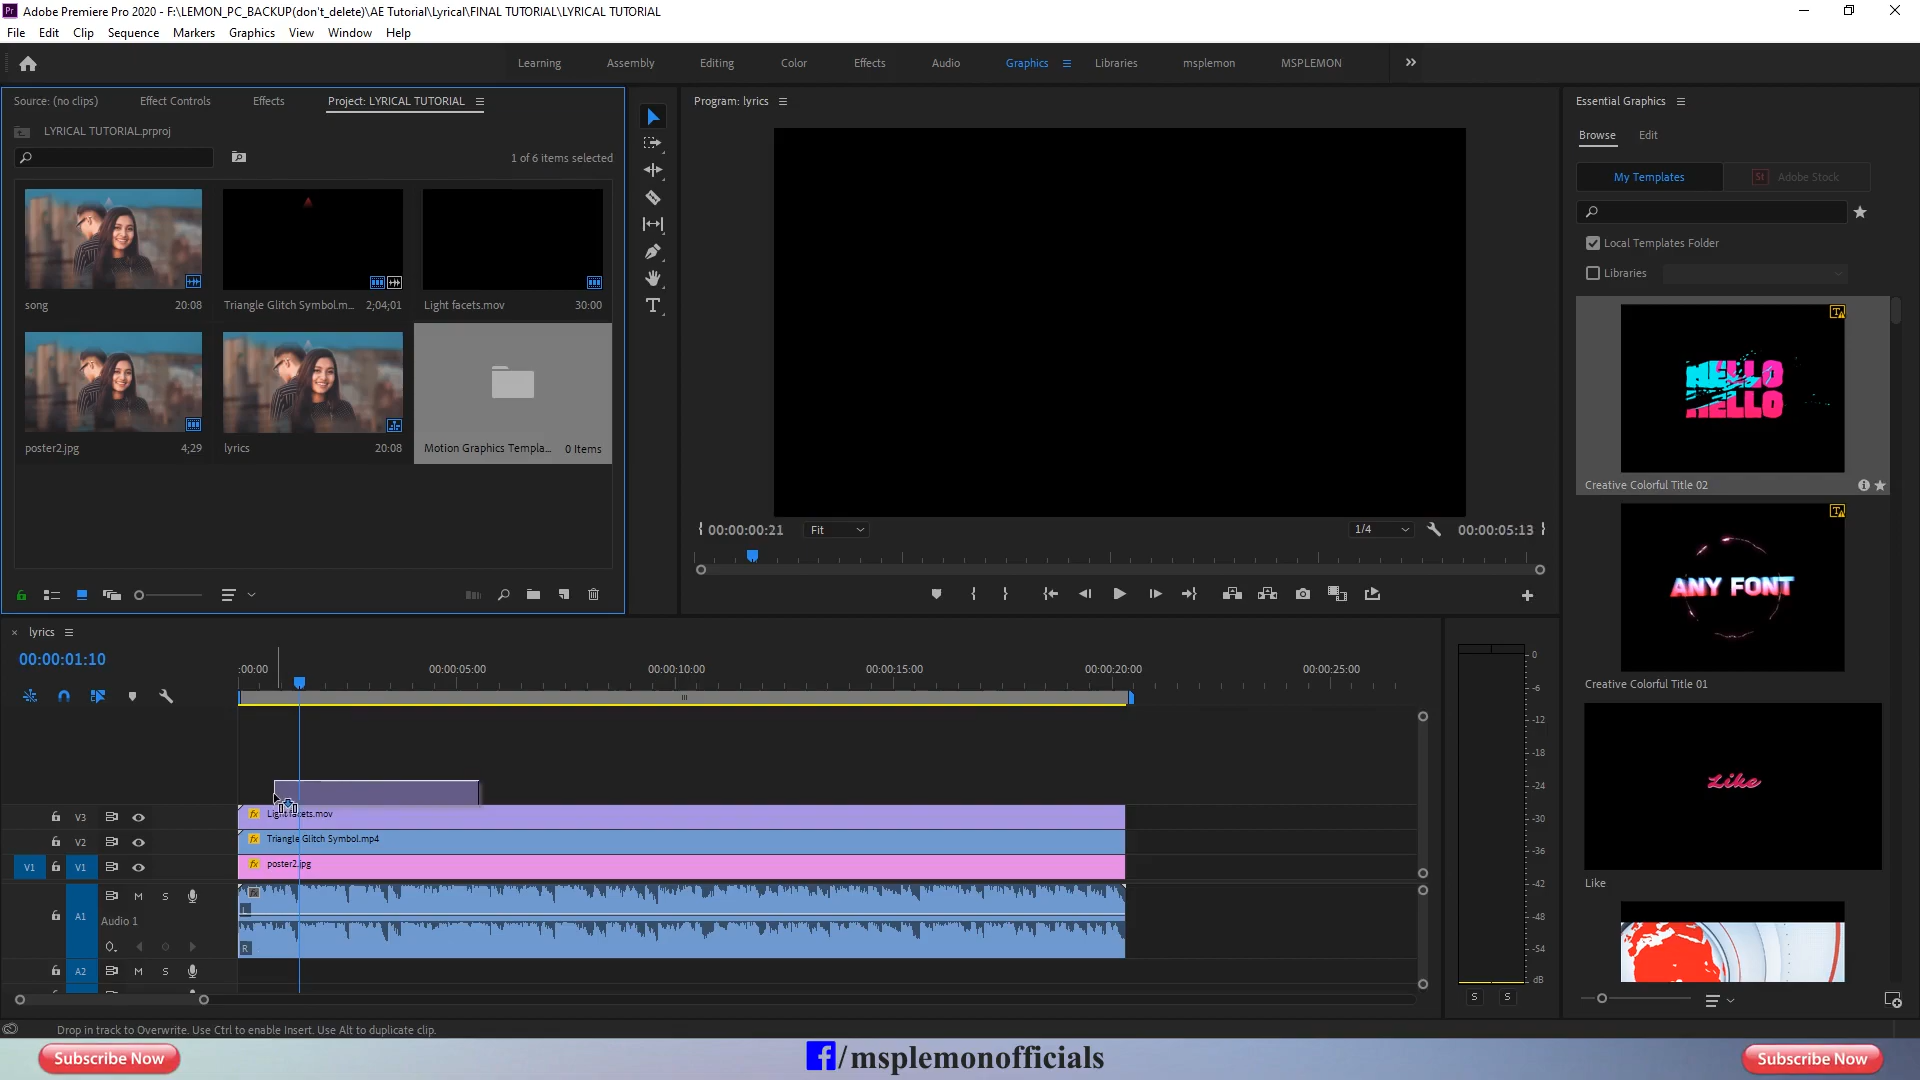 Adobe Premiere Pro 2020 - F:\LEMON_PC_BACKUP(don't_delete)\AE Tutorial\Lyrical\FINAL TUTORIAL\LYRICAL TUTORIAL
File Edit Clip Sequence Markers Graphics View Window Help
Learning Assembly Editing Color Effects Audio Graphics Libraries msplemon MSPLEMON
Source: (no clips) Effect Controls Effects Project: LYRICAL TUTORIAL
LYRICAL TUTORIAL.prproj
1 of 6 items selected
song 20:08 Triangle Glitch Symbol.m... 2;04;01 Light facets.mov 30:00
poster2.jpg 4;29 lyrics 20:08 Motion Graphics Templa... 0 Items
Program: lyrics
00:00:00:21 Fit 1/4 00:00:05:13
Essential Graphics
Browse Edit
My Templates St Adobe Stock
Local Templates Folder
Libraries
HELLO
HELLO
Creative Colorful Title 02
ANY FONT
Creative Colorful Title 01
Like
Like
lyrics
00:00:01:10
:00:00 00:00:05:00 00:00:10:00 00:00:15:00 00:00:20:00 00:00:25:00
V3 fx Light facets.mov
V2 fx Triangle Glitch Symbol.mp4
V1 V1 fx poster2.jpg
A1 M S
Audio 1
L
R
A2 M S
0
-6
-12
-18
-24
-30
-36
-42
-48
-54
dB
S S
Drop in track to Overwrite. Use Ctrl to enable Insert. Use Alt to duplicate clip.
Subscribe Now f/msplemonofficials Subscribe Now